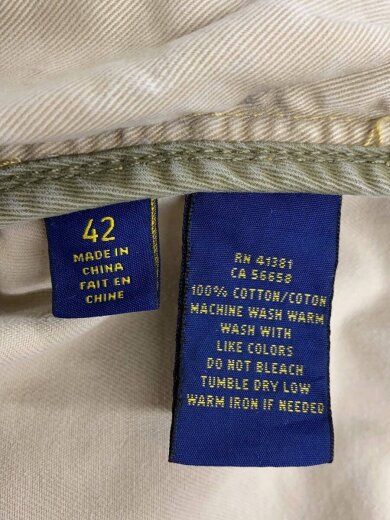 42
MADE IN
CHINA
FAIT EN
CHINE
RN 41381
CA 56658
100% COTTON/COTON
MACHINE WASH WARM
WASH WITH
LIKE COLORS
DO NOT BLEACH
TUMBLE DRY LOW
WARM IRON IF NEEDED